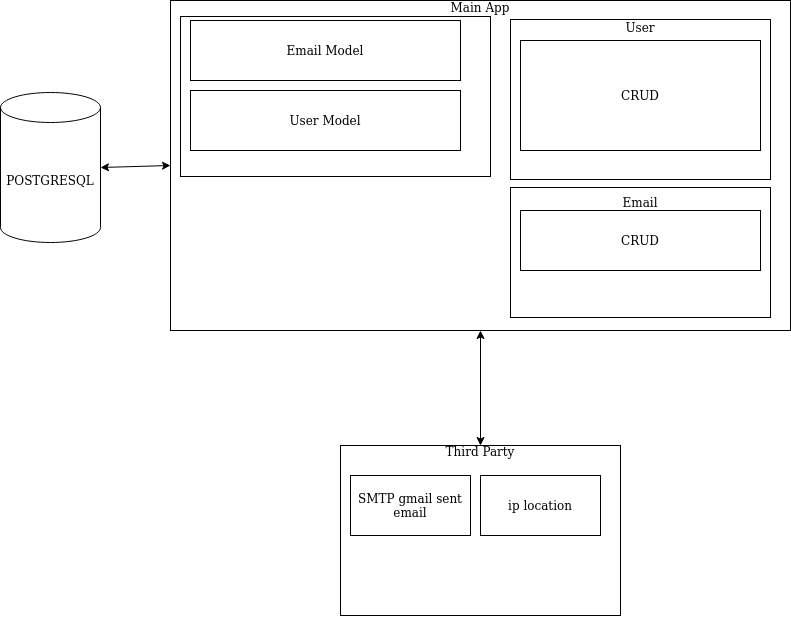 Main App
Email Model
User Model
User
CRUD
Email
CRUD
POSTGRESQL
Third Party
SMTP gmail sent
email
ip location